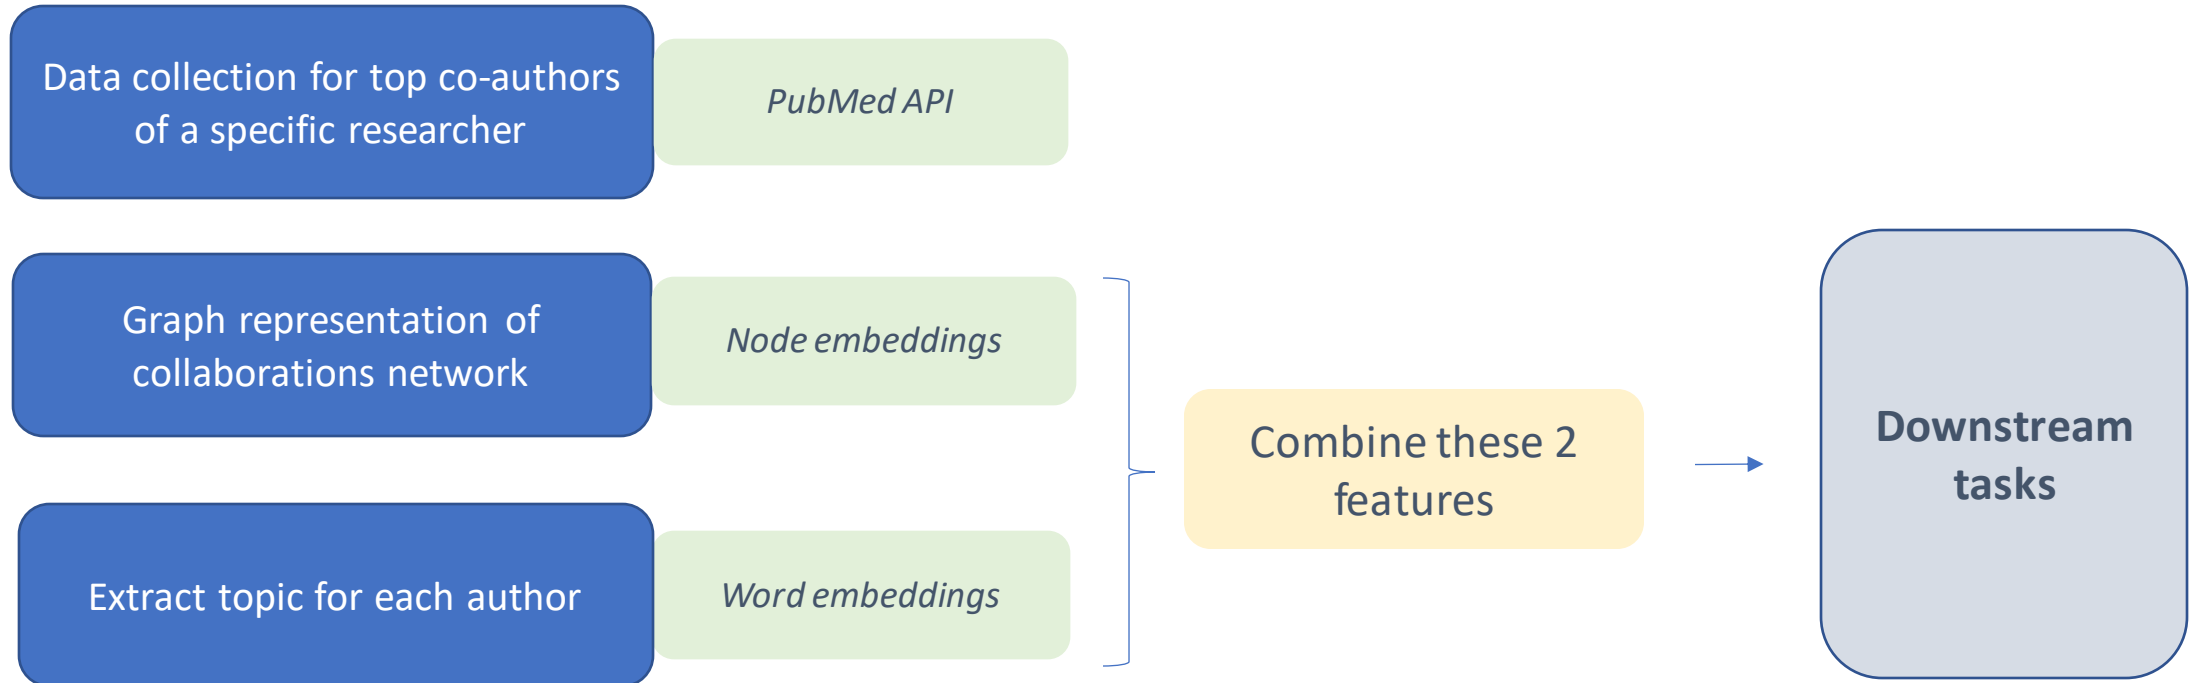 Data collection for top co-authors
of a specific researcher
PubMed API
Graph representation of
collaborations network
Node embeddings
Extract topic for each author
Word embeddings
Combine these 2
features
Downstream
tasks